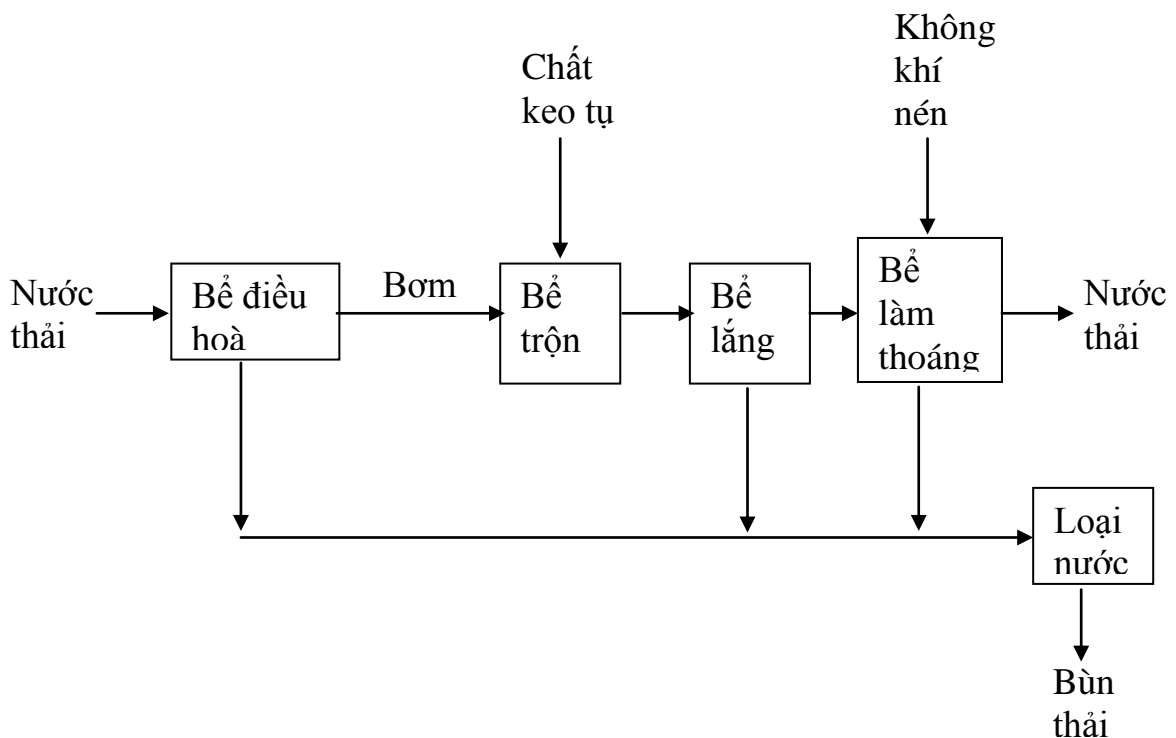 Không
khí
nén
Chất
keo tụ
Nước
thải
Bể điều
hoà
Bơm
Bể
trộn
Bể
lắng
Bể
làm
thoáng
Nước
thải
Loại
nước
Bùn
thải